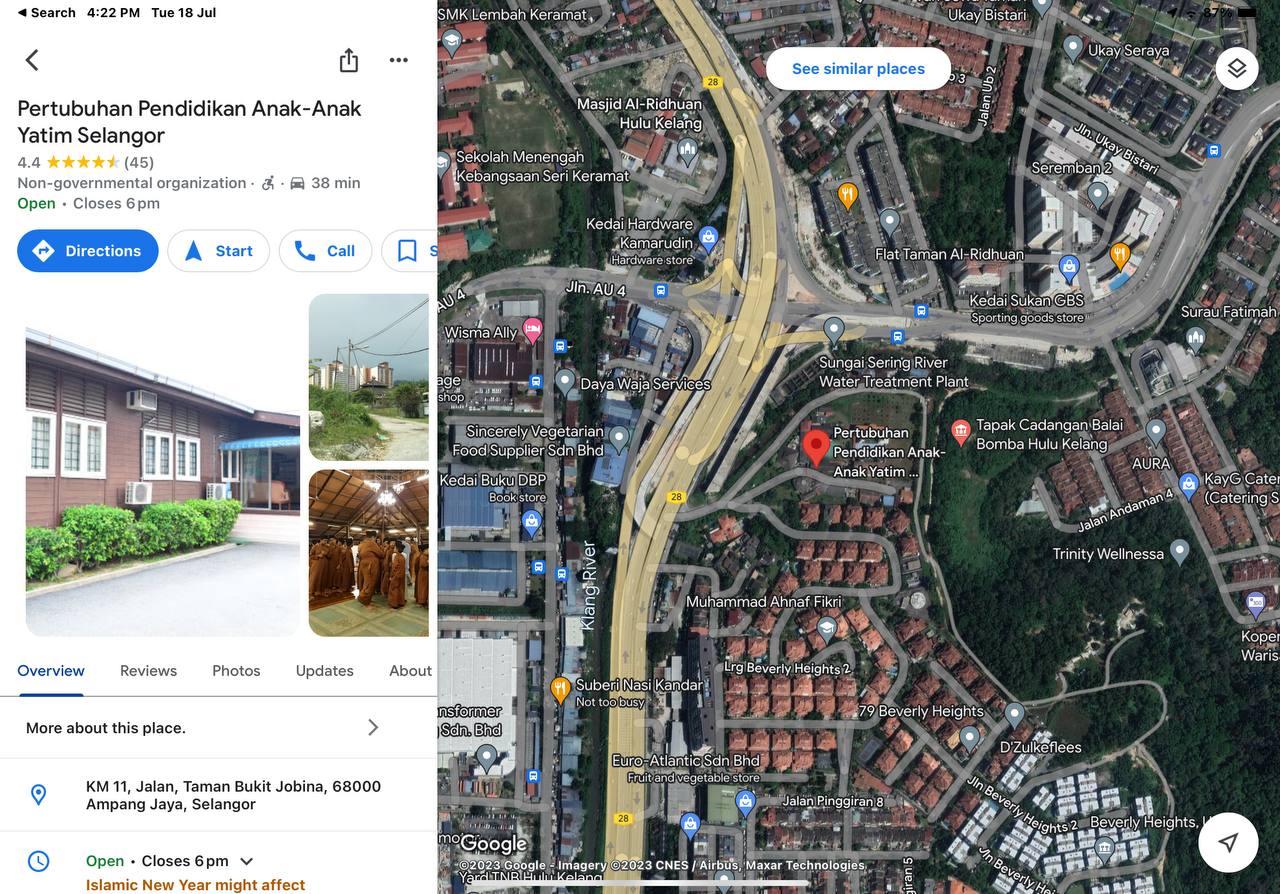 ◀ Search 4:22 PM Tue 18 Jul
87%
Pertubuhan Pendidikan Anak-Anak
Yatim Selangor
4.4 (45)
Non-governmental organization · · 38 min
Open · Closes 6 pm
Directions
Start
Call
Overview
Reviews
Photos
Updates
About
More about this place.
KM 11, Jalan, Taman Bukit Jobina, 68000
Ampang Jaya, Selangor
Open · Closes 6 pm
Islamic New Year might affect
See similar places
SMK Lembah Keramat
Ukay Bistari
Ukay Seraya
28
Jalan Ub 2
Masjid Al-Ridhuan
Hulu Kelang
Jln. Ukay Bistari
Sekolah Menengah
Kebangsaan Seri Keramat
Seremban 2
Kedai Hardware
Kamarudin
Hardware store
Flat Taman Al-Ridhuan
Jln. AU 4
AU 4
Kedai Sukan GBS
Sporting goods store
Surau Fatimah
Wisma Ally
Sungai Sering River
Water Treatment Plant
Daya Waja Services
age
shop
Sincerely Vegetarian
Food Supplier Sdn Bhd
Pertubuhan
Pendidikan Anak-
Anak Yatim ...
Tapak Cadangan Balai
Bomba Hulu Kelang
AURA
Kedai Buku DBP
Book store
28
KayG Cater
(Catering S
Jalan Andaman 4
Trinity Wellnessa
Klang River
Muhammad Ahnaf Fikri
Koper
Waris
Lrg Beverly Heights 2
Suberi Nasi Kandar
Not too busy
nsformer
Sdn. Bhd
79 Beverly Heights
D'Zulkeflees
Euro-Atlantic Sdn Bhd
Fruit and vegetable store
Jln Beverly Heights 2
Jalan Pinggiran 8
28
Beverly Heights, U
Jln Beverly Hei
giran 5
Google
©2023 Google - Imagery ©2023 CNES / Airbus, Maxar Technologies
Yard TNB Hulu Kelang